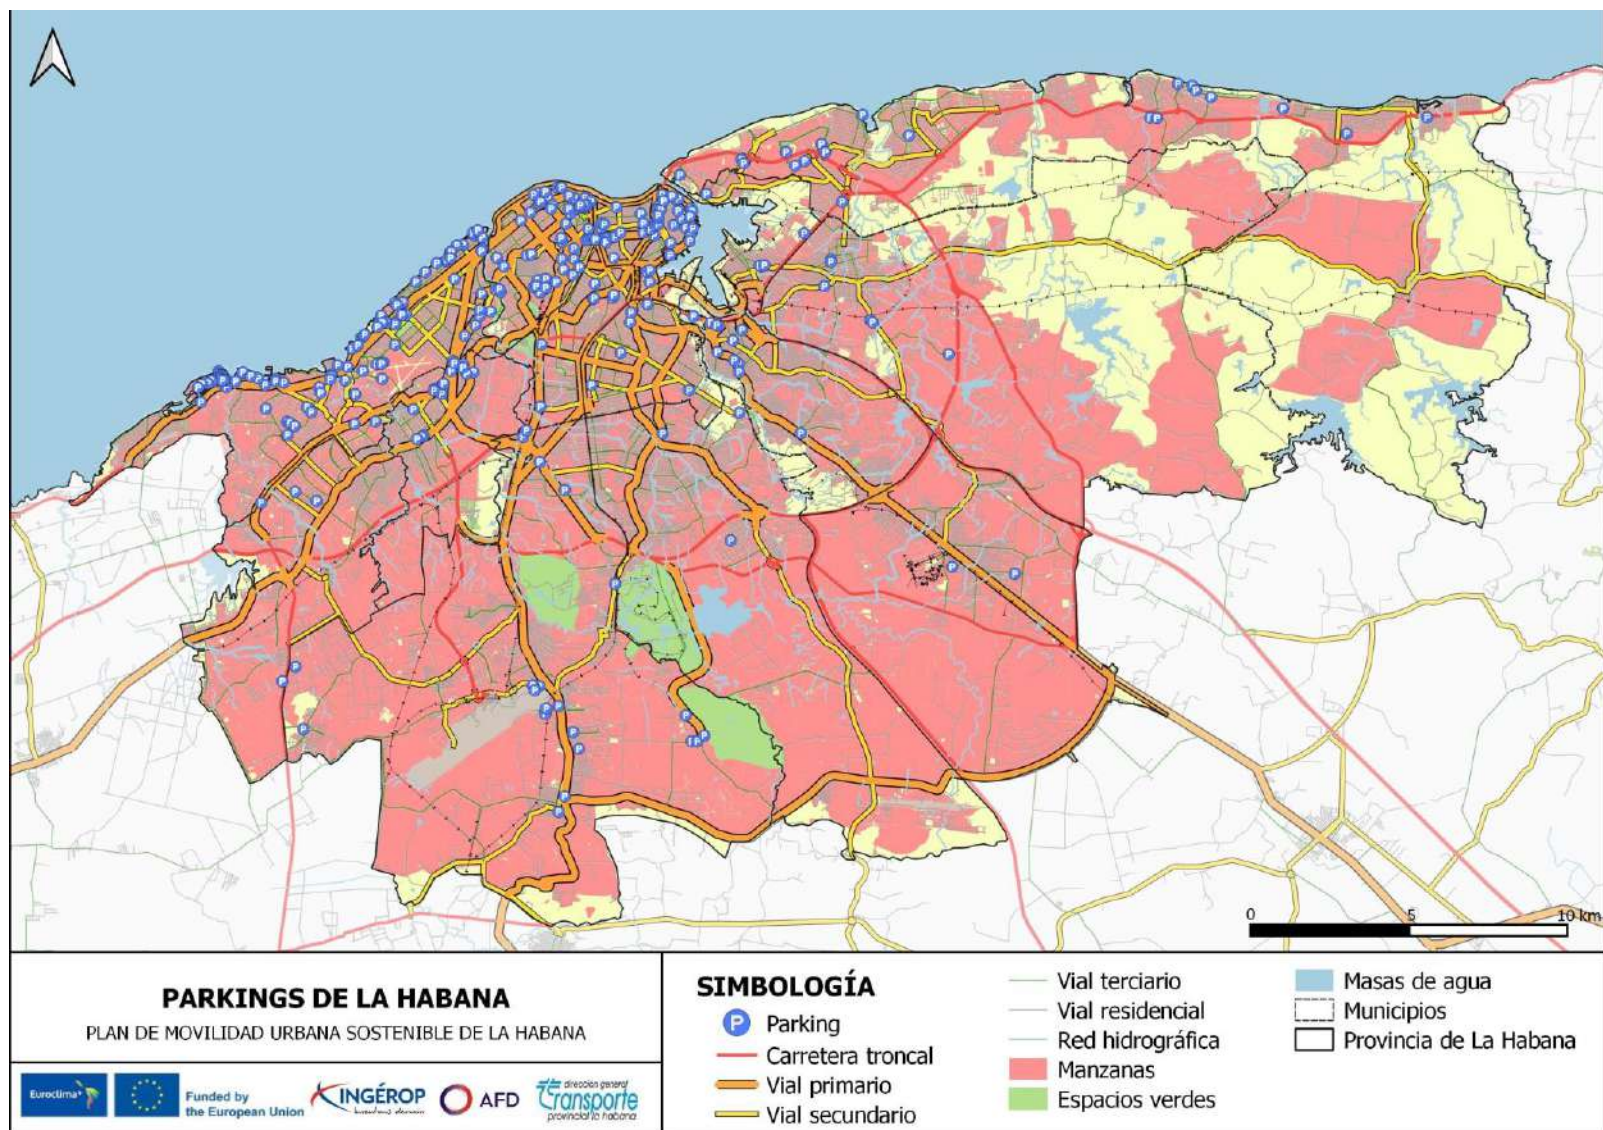 0 5 10 km
PARKINGS DE LA HABANA
PLAN DE MOVILIDAD URBANA SOSTENIBLE DE LA HABANA
Euroclima+
Funded by
the European Union
INGÉROP
AFD
direccion general
Transporte
provincial la habana
SIMBOLOGÍA
P Parking
Carretera troncal
Vial primario
Vial secundario
Vial terciario
Vial residencial
Red hidrográfica
Manzanas
Espacios verdes
Masas de agua
Municipios
Provincia de La Habana